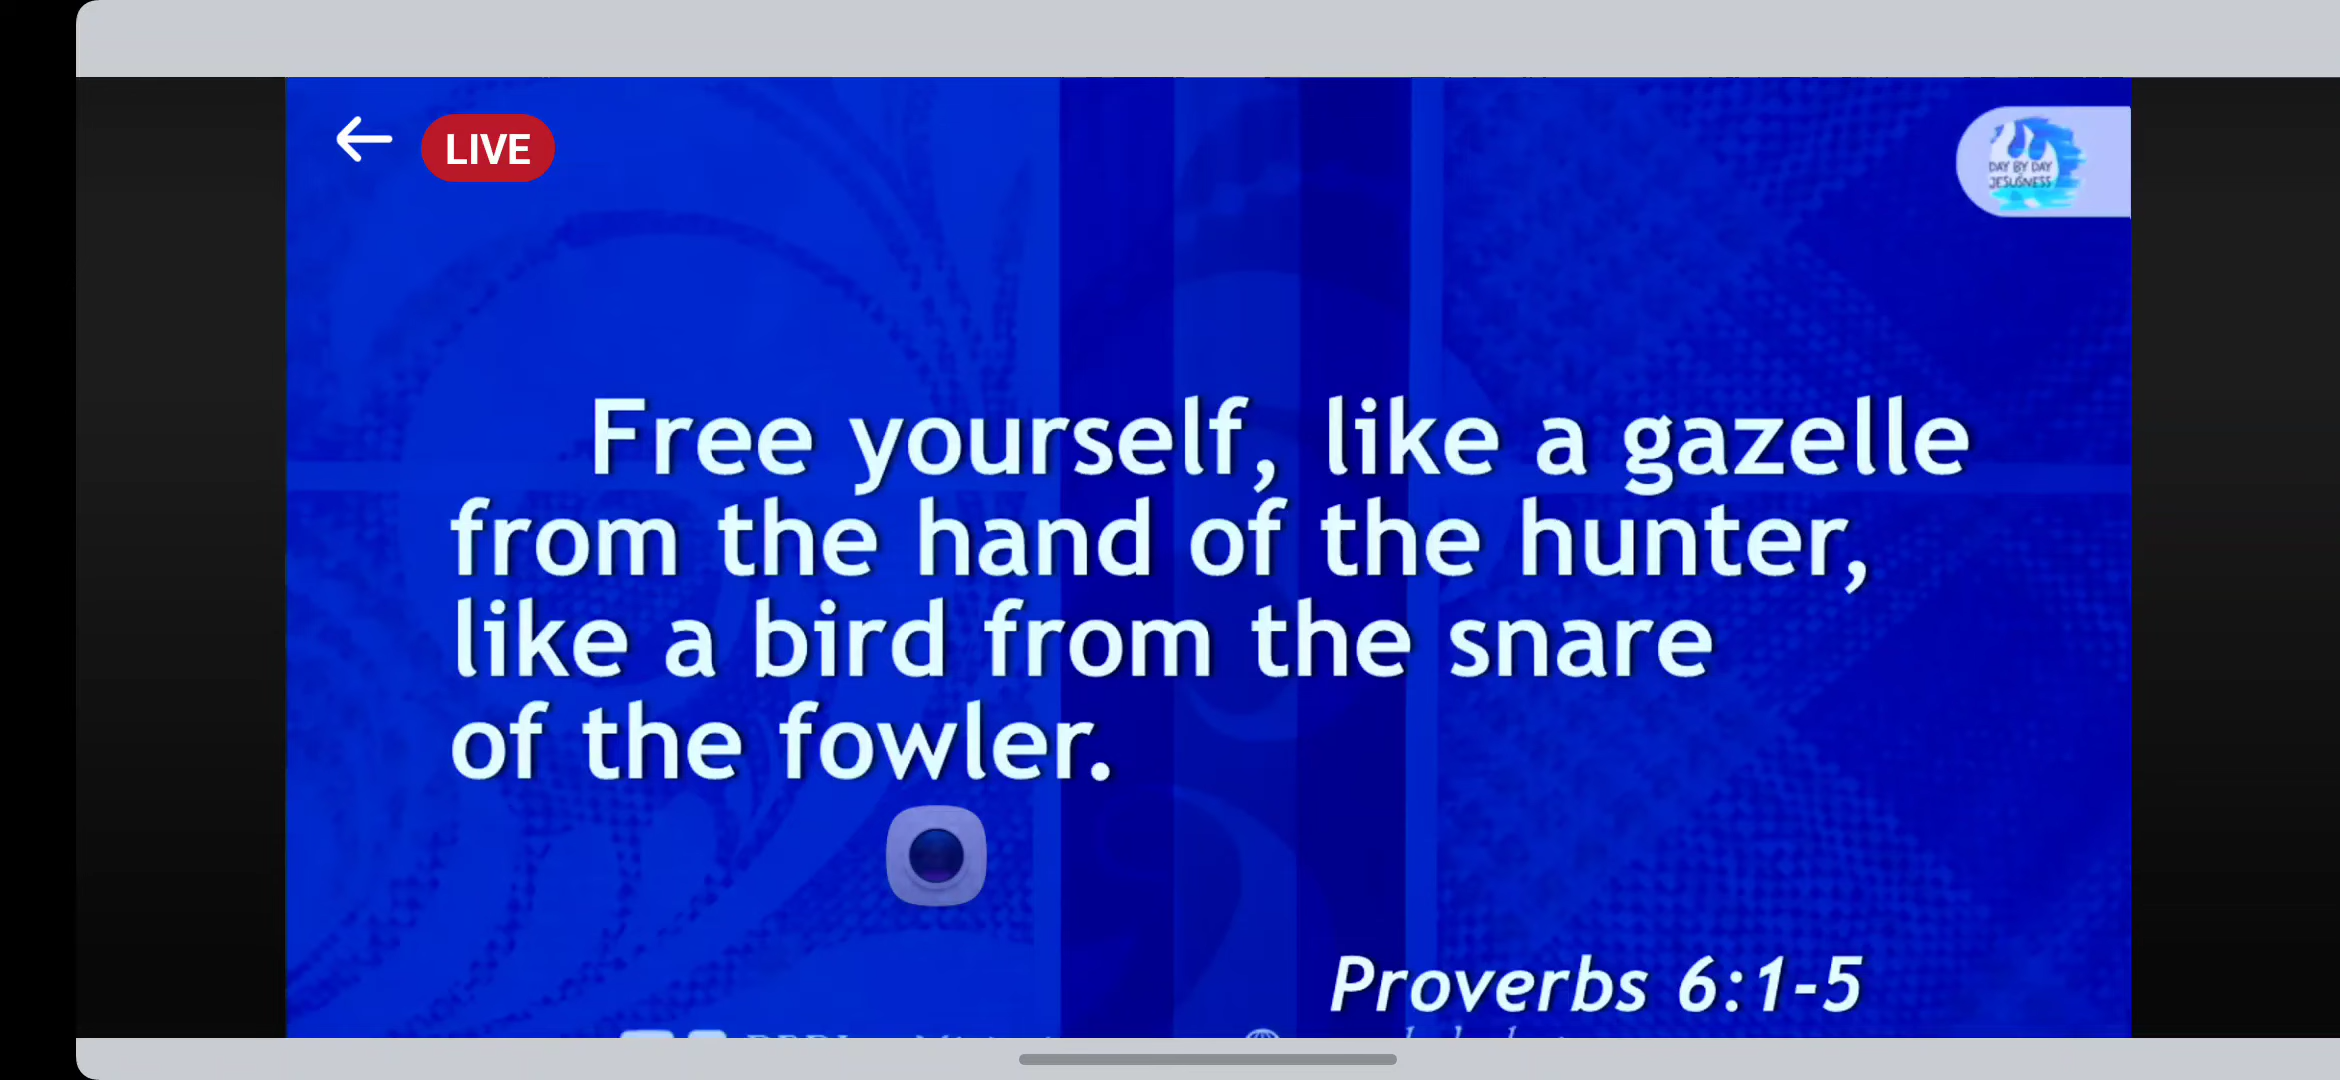 LIVE
DAY BY DAY
JESUSNESS
Free yourself, like a gazelle
from the hand of the hunter,
like a bird from the snare
of the fowler.
Proverbs 6:1-5